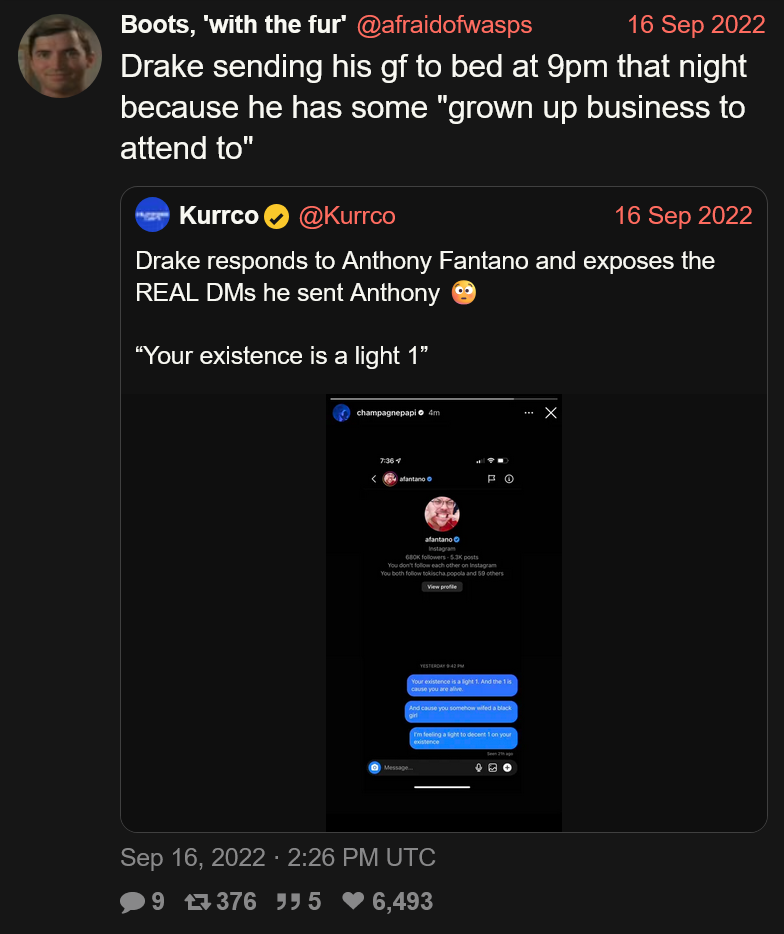 Boots, 'with the fur' @afraidofwasps 16 Sep 2022
Drake sending his gf to bed at 9pm that night
because he has some "grown up business to
attend to"
Kurrco @Kurrco 16 Sep 2022
Drake responds to Anthony Fantano and exposes the
REAL DMs he sent Anthony 😳
“Your existence is a light 1”
champagnepapi 4m
7:36
afantano
afantano
Instagram
680K followers · 5.3K posts
You don't follow each other on Instagram
You both follow tokischa.popola and 59 others
View profile
YESTERDAY 9:42 PM
Your existence is a light 1. And the 1 is
cause you are alive.
And cause you somehow wifed a black
girl
I'm feeling a light to decent 1 on your
existence
Seen 21h ago
Message...
Sep 16, 2022 · 2:26 PM UTC
9 376 5 6,493